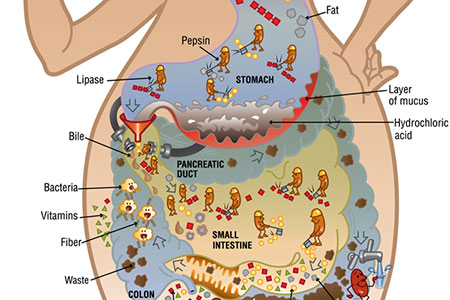 Fat
Pepsin
Lipase
STOMACH
Layer
of mucus
Hydrochloric
acid
Bile
PANCREATIC
DUCT
Bacteria
Vitamins
Fiber
SMALL
INTESTINE
Waste
COLON